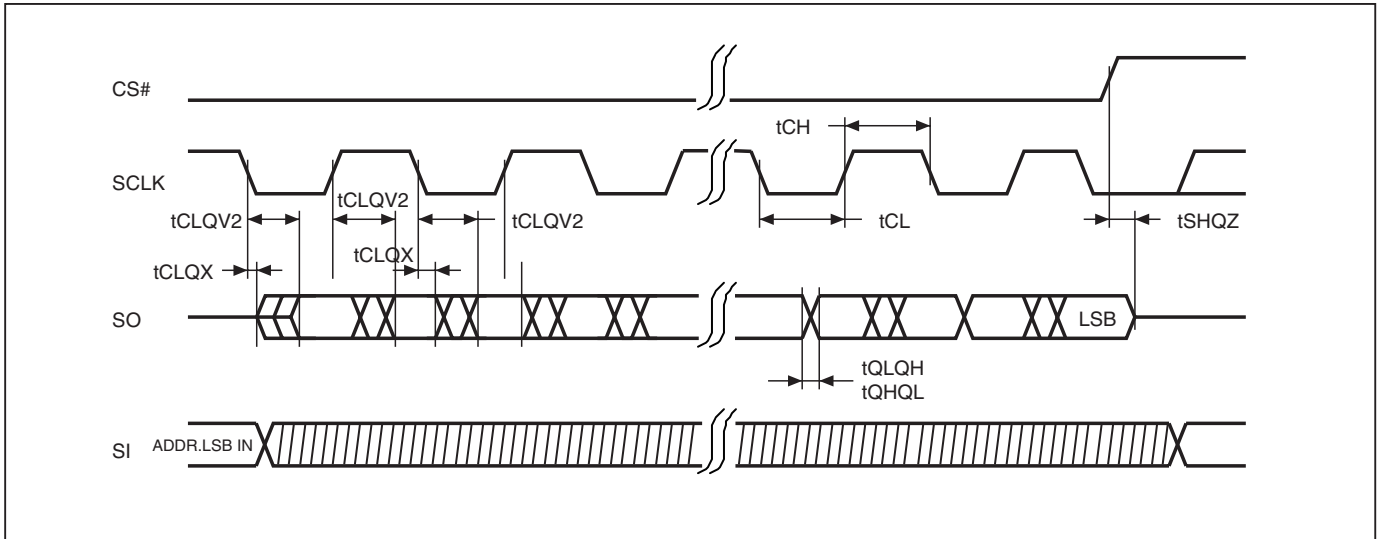 CS#
tCH
SCLK
tCLQV2
tCLQV2
tCLQV2
tCL
tSHQZ
tCLQX
tCLQX
SO
LSB
tQLQH
tQHQL
SI
ADDR.LSB IN